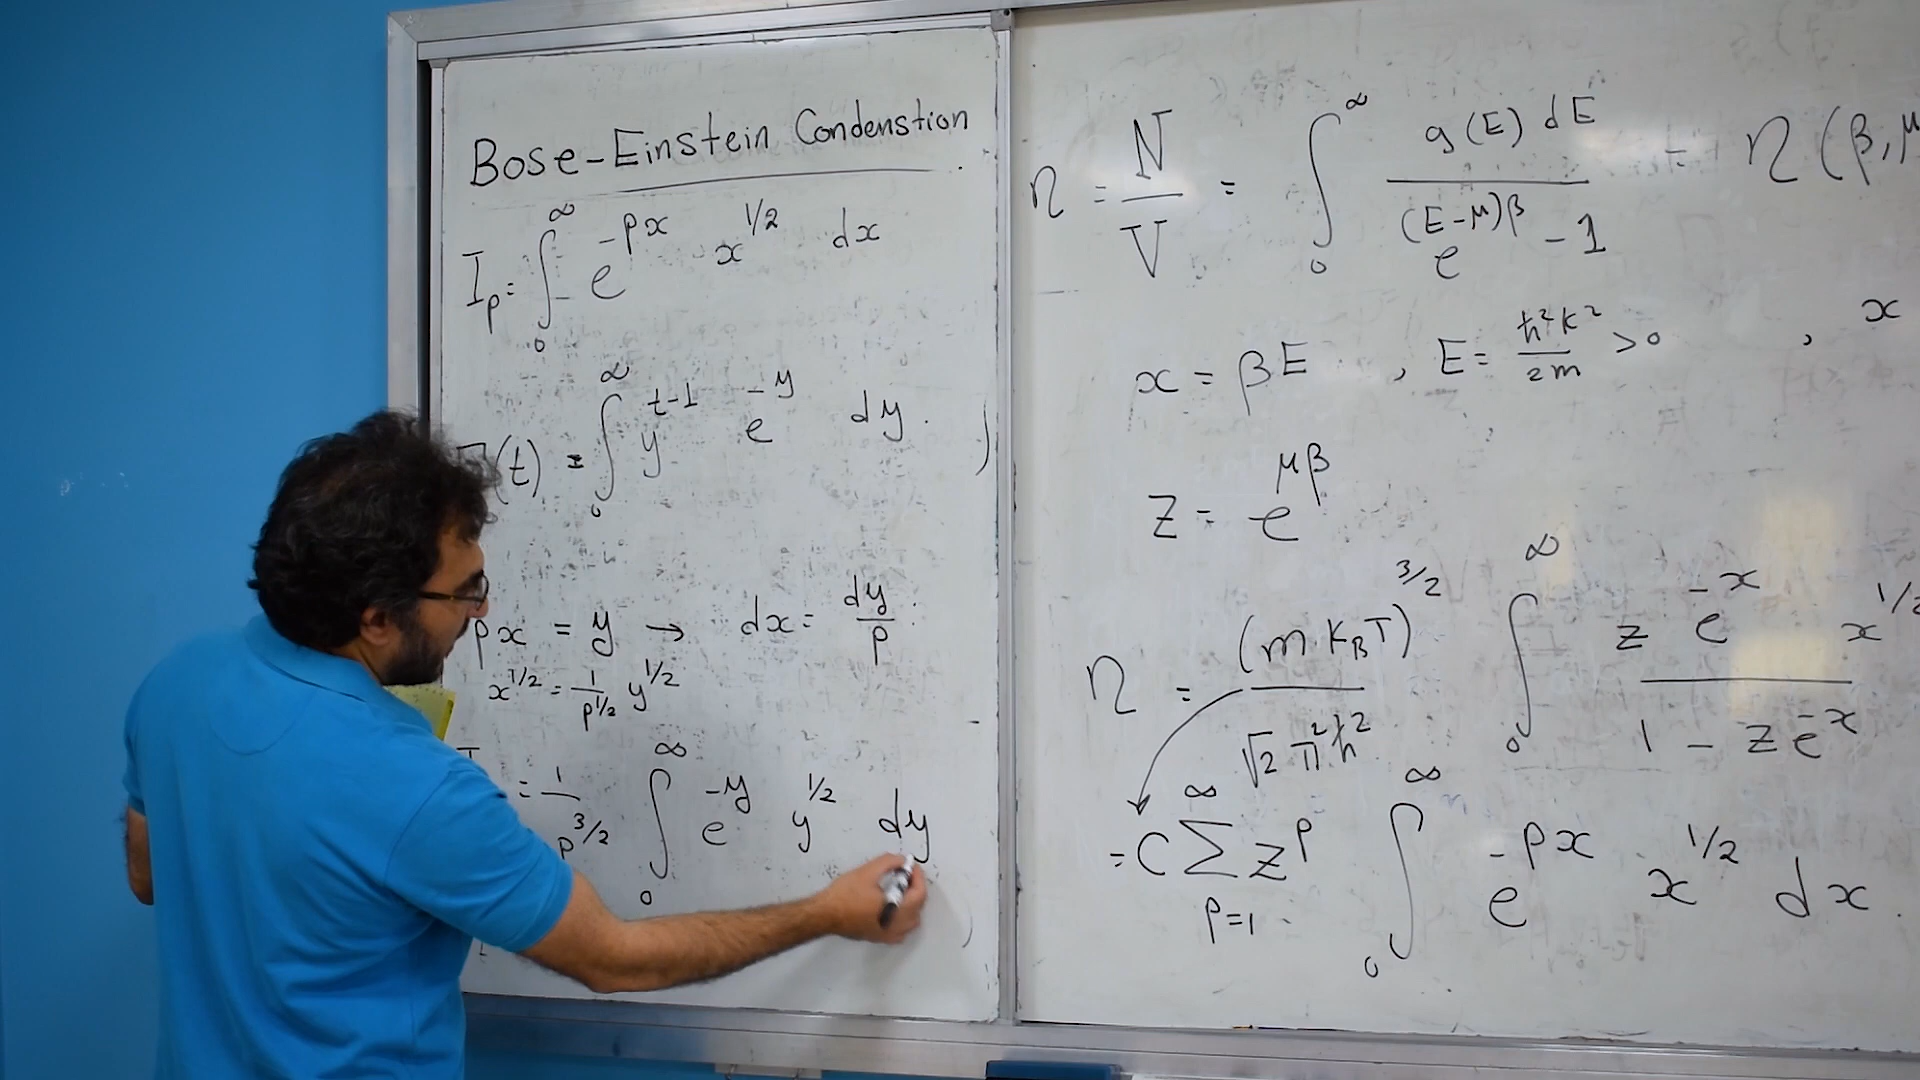 Bose-Einstein Condenstion
I_p = ∫_0^∞ e^{-px} x^{1/2} dx
Γ(t) = ∫_0^∞ y^{t-1} e^{-y} dy.
px = y → dx = dy/p.
x^{1/2} = 1/p^{1/2} y^{1/2}
= 1/p^{3/2} ∫_0^∞ e^{-y} y^{1/2} dy
n = N/V = ∫_0^∞ g(E) dE / (e^{(E-μ)β} - 1) = n(β, μ
x = βE , E = ħ²k²/2m > 0 , x
z = e^{μβ}
n = (m k_B T)^{3/2} / √2 π² ħ² ∫_0^∞ z e^{-x} x^{1/2} / 1 - z e^{-x}
= C ∑_{p=1}^∞ z^p ∫_0^∞ e^{-px} x^{1/2} dx.